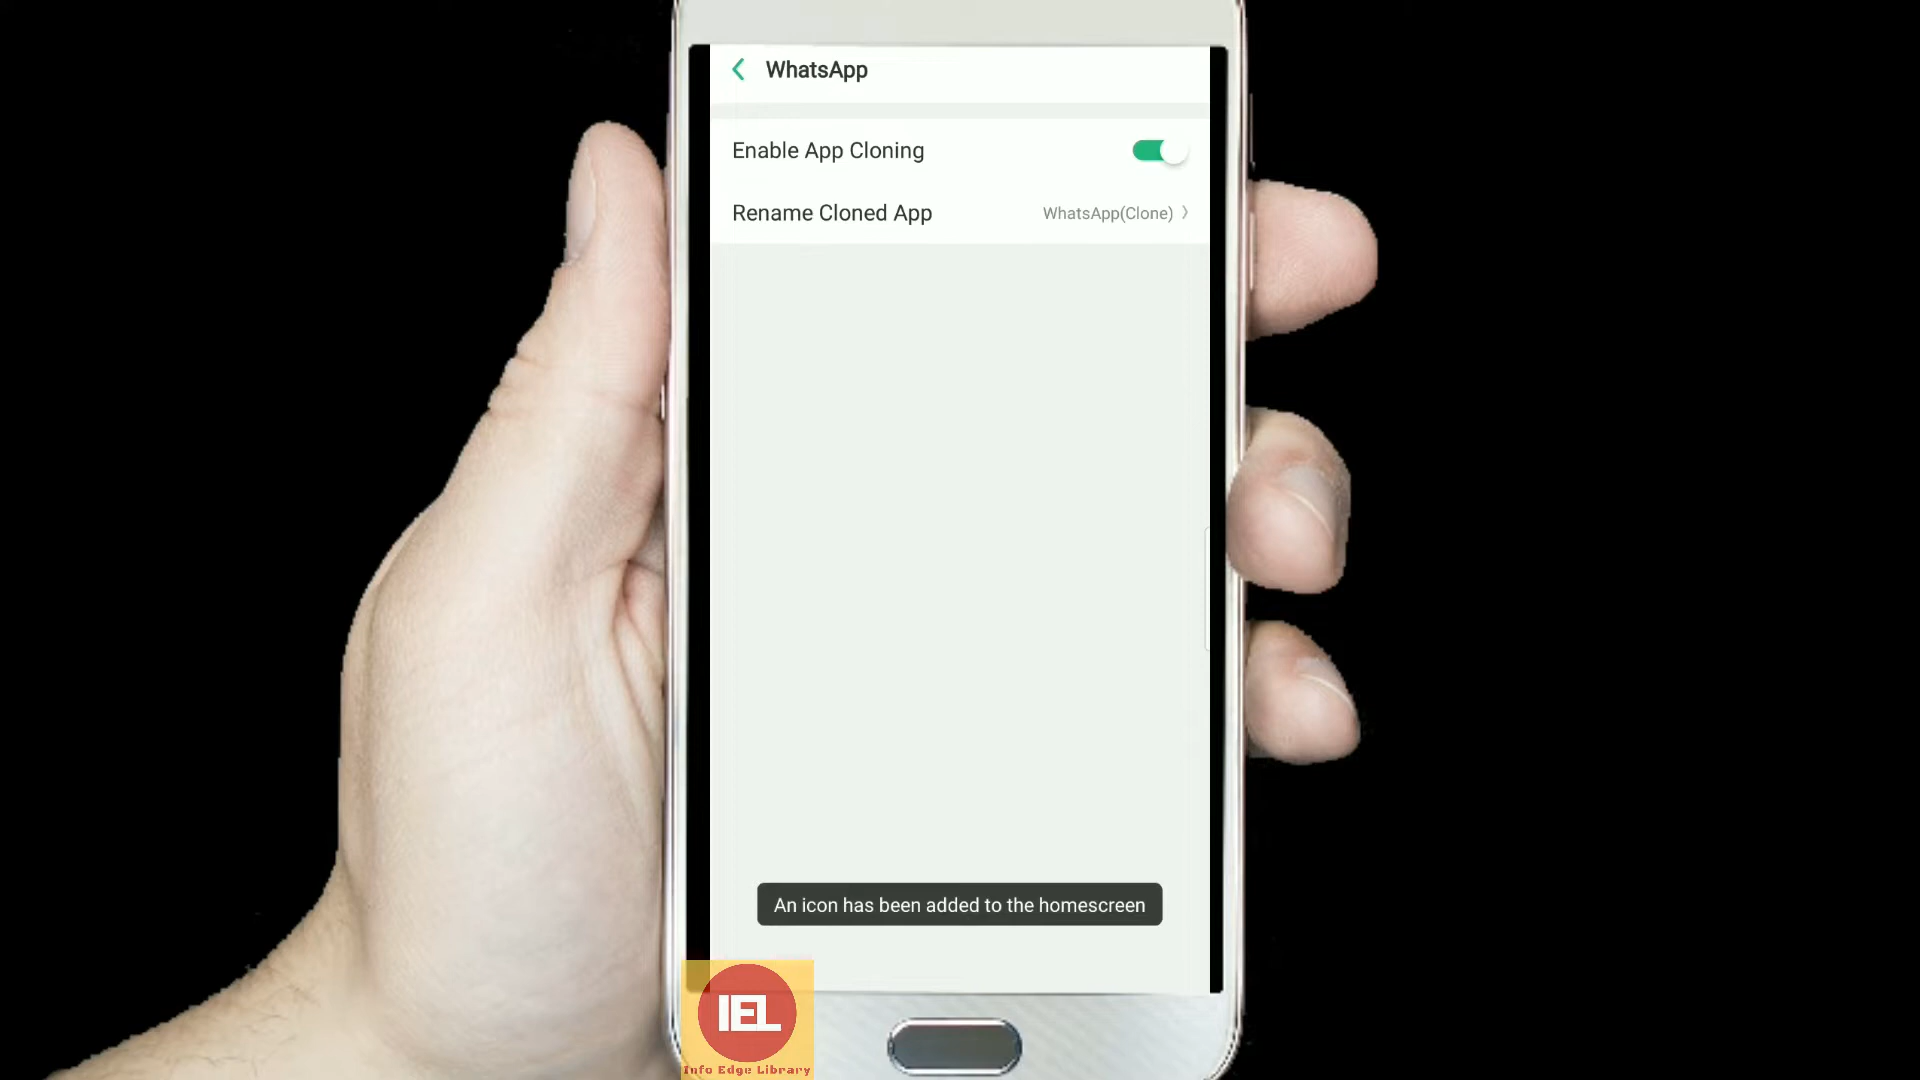 WhatsApp
Enable App Cloning
Rename Cloned App WhatsApp(Clone)
An icon has been added to the homescreen
IEL
Info Edge Library